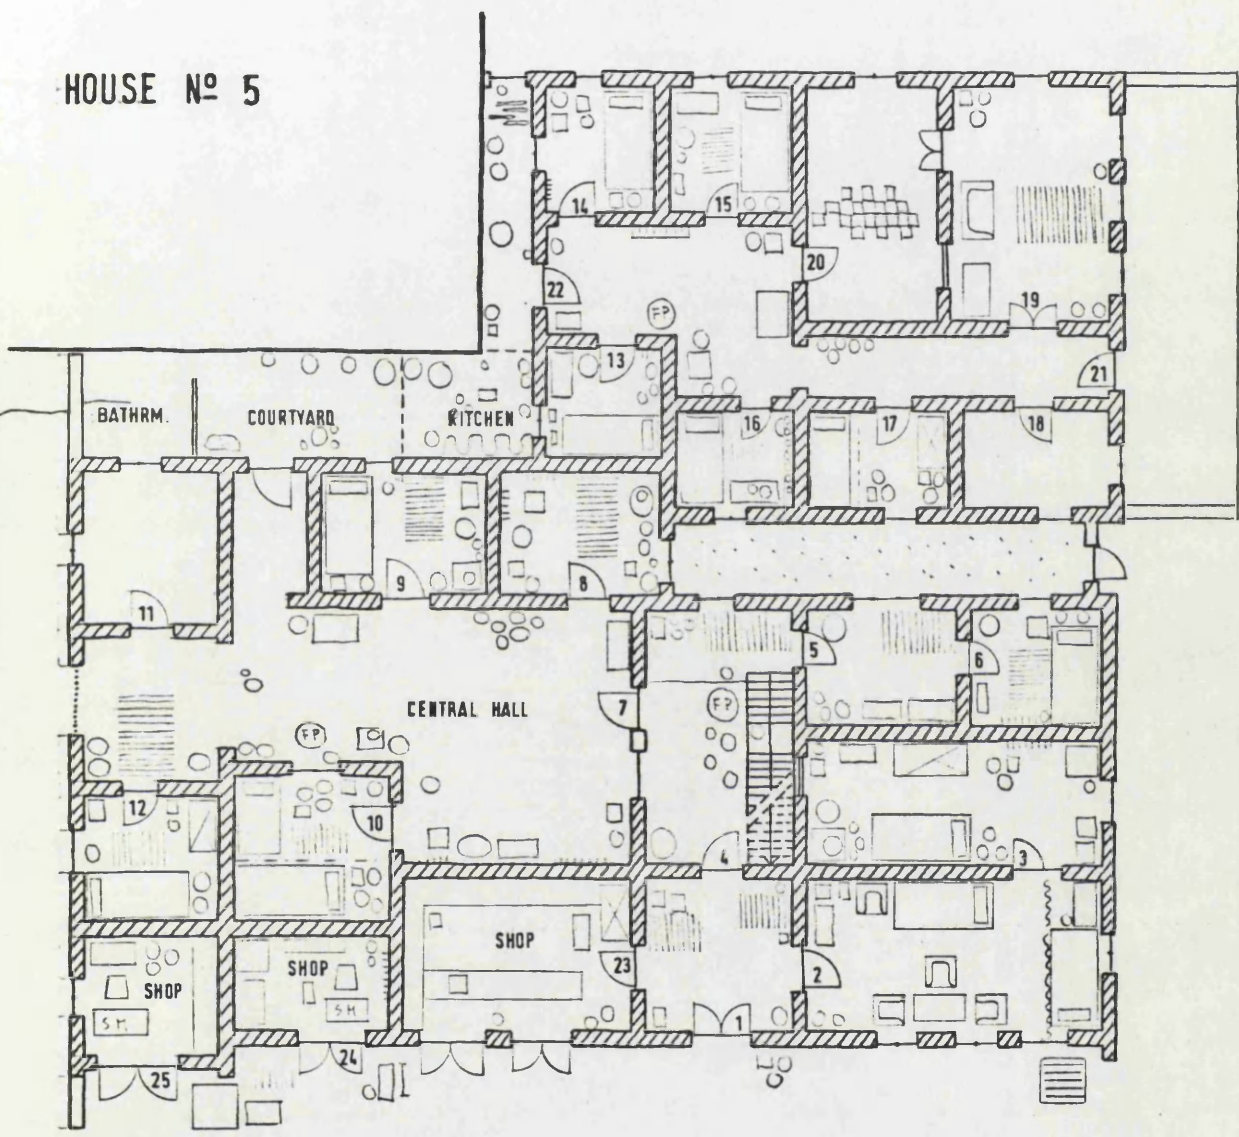 HOUSE Nº 5
14
15
20
22
FP
19
13
21
BATHRM.
COURTYARD
KITCHEN
16
17
18
9
8
11
5
6
CENTRAL HALL
7
FP
FP
12
10
4
3
SHOP
SHOP
SHOP
23
2
S.M.
S.M.
1
24
25